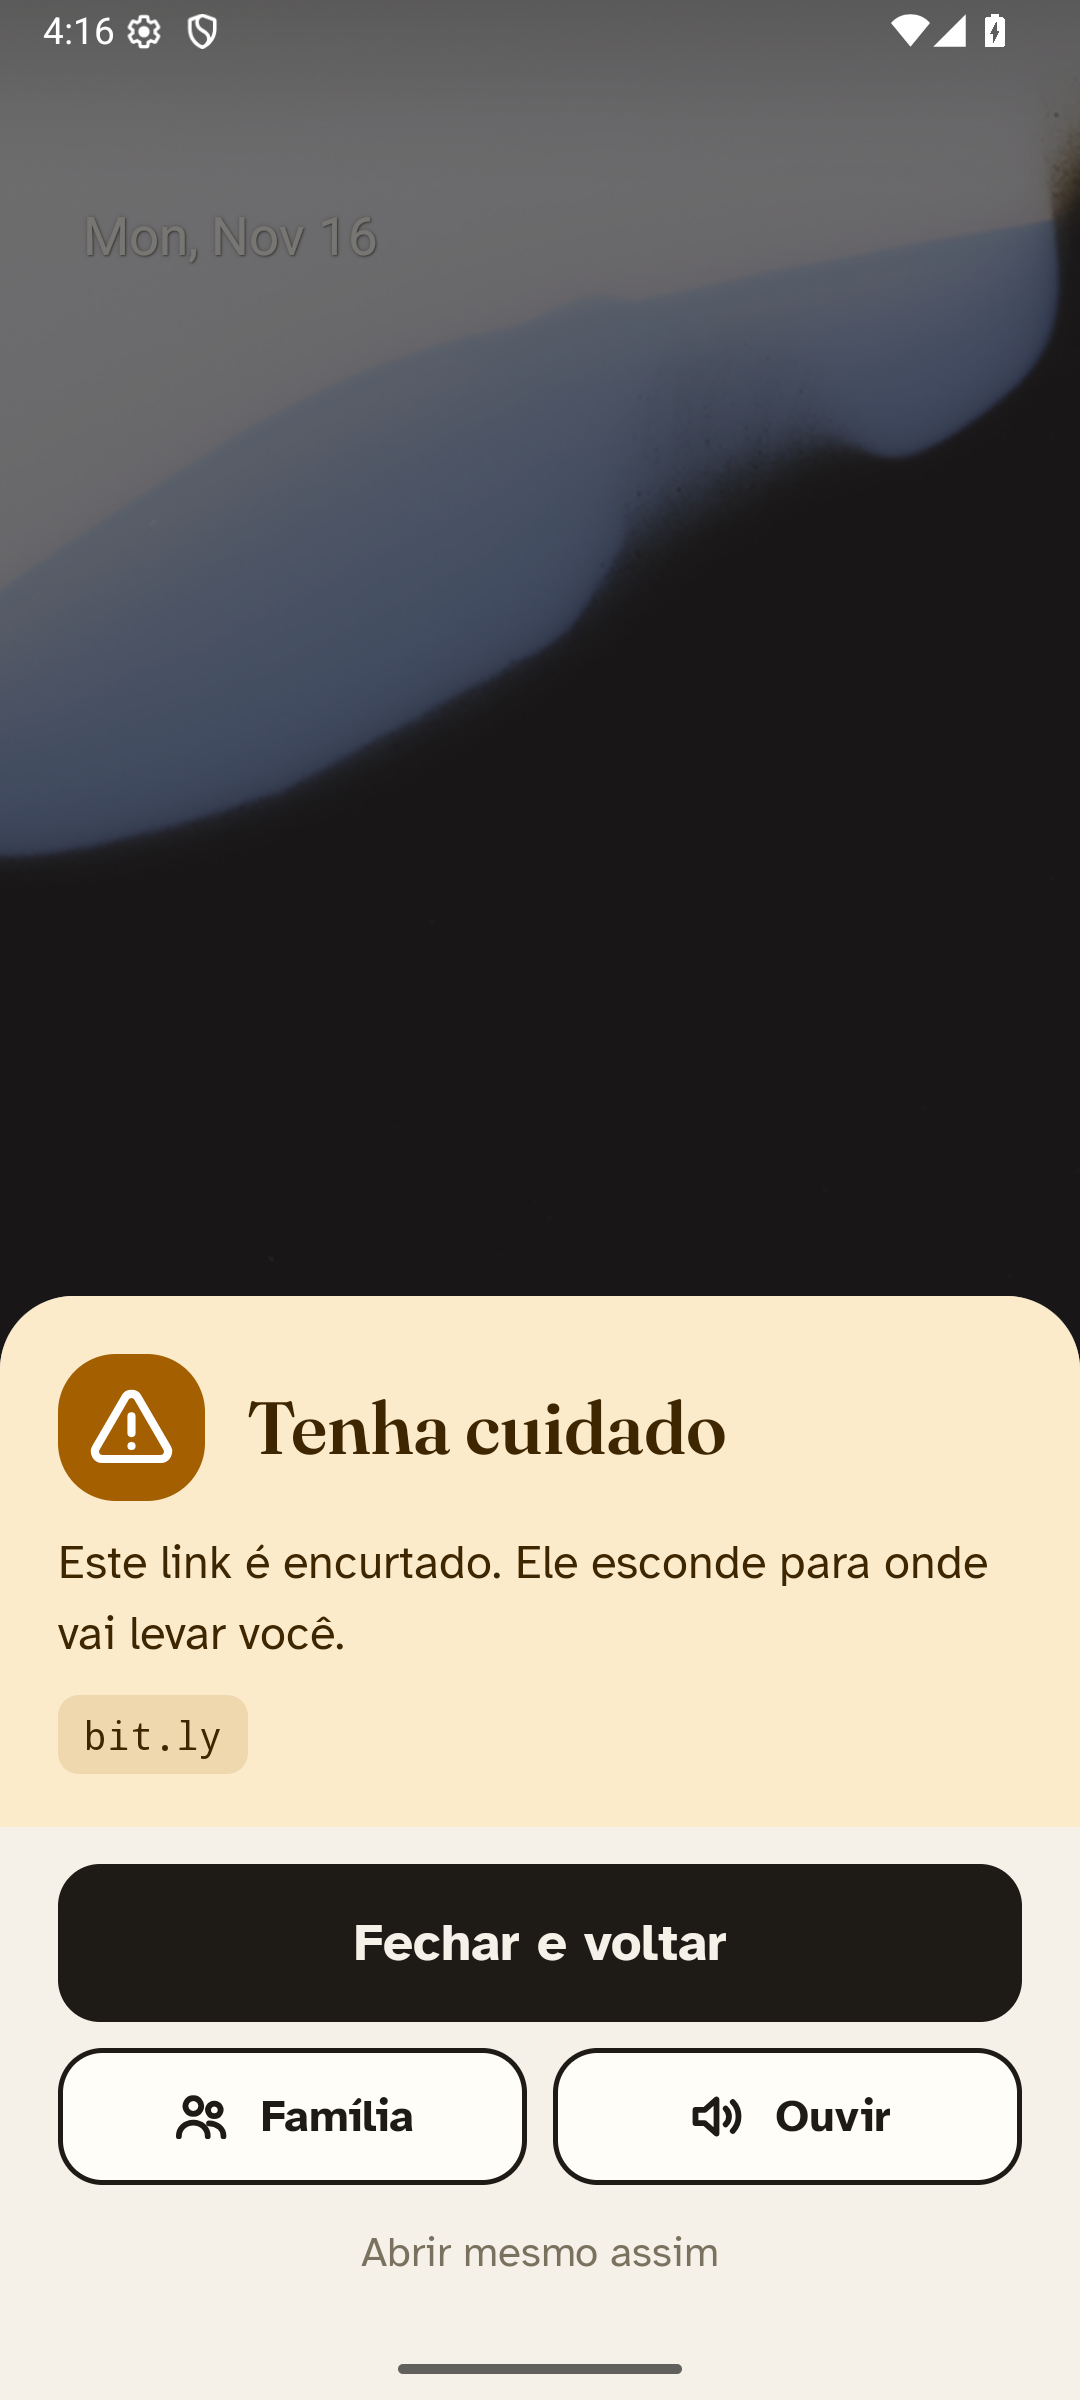 4:16
Mon, Nov 16
Tenha cuidado
Este link é encurtado. Ele esconde para onde
vai levar você.
bit.ly
Fechar e voltar
Família
Ouvir
Abrir mesmo assim